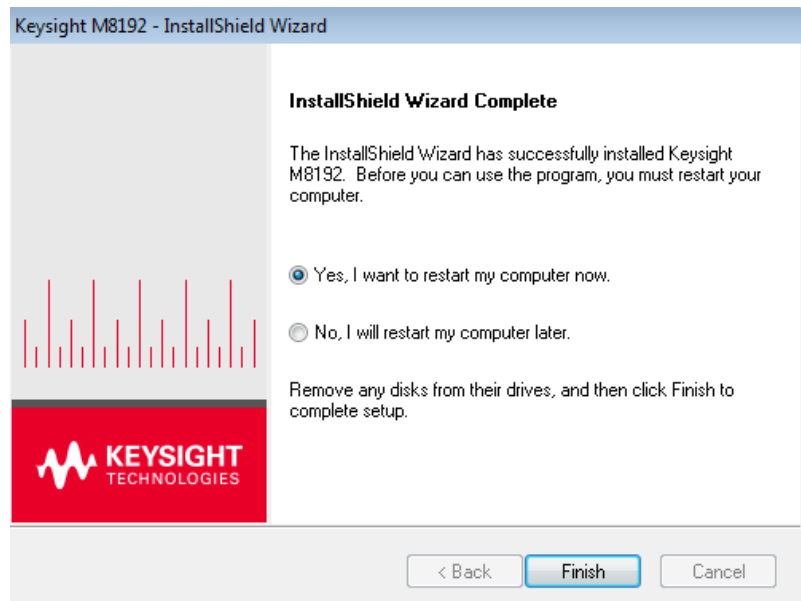 Keysight M8192 - InstallShield Wizard
InstallShield Wizard Complete
The InstallShield Wizard has successfully installed Keysight
M8192.  Before you can use the program, you must restart your
computer.
Yes, I want to restart my computer now.
No, I will restart my computer later.
Remove any disks from their drives, and then click Finish to
complete setup.
KEYSIGHT
TECHNOLOGIES
< Back
Finish
Cancel